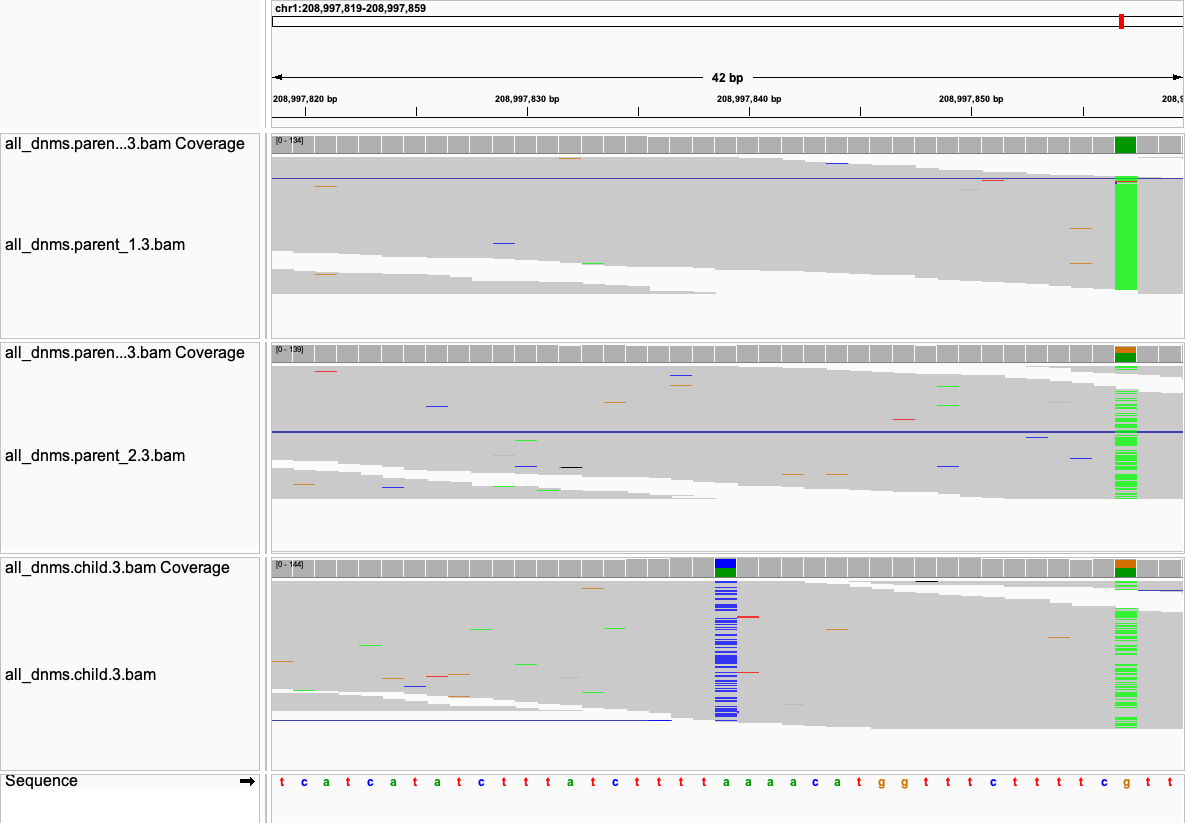 chr1:208,997,819-208,997,859
42 bp
208,997,820 bp 208,997,830 bp 208,997,840 bp 208,997,850 bp 208,9
all_dnms.paren...3.bam Coverage [0 - 134]
all_dnms.parent_1.3.bam
all_dnms.paren...3.bam Coverage [0 - 139]
all_dnms.parent_2.3.bam
all_dnms.child.3.bam Coverage [0 - 144]
all_dnms.child.3.bam
Sequence t c a t c a t a t c t t t a t c t t t t a a a a c a t g g t t t c t t t t c g t t